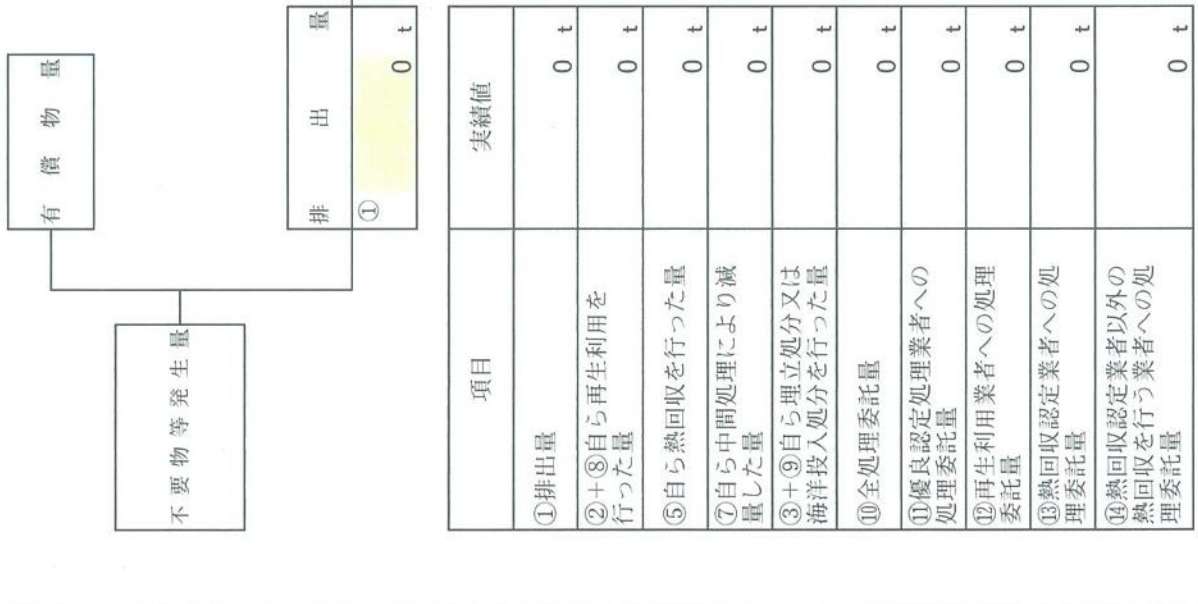 有償物量
不要物等発生量
排出量
① 0 t
項目 実績値
①排出量 0 t
②+⑧自ら再生利用を
行った量 0 t
⑤自ら熱回収を行った量 0 t
⑦自ら中間処理により減
量した量 0 t
③+⑨自ら埋立処分又は
海洋投入処分を行った量 0 t
⑩全処理委託量 0 t
⑪優良認定処理業者への
処理委託量 0 t
⑫再生利用業者への処理
委託量 0 t
⑬熱回収認定業者への処
理委託量 0 t
⑭熱回収認定業者以外の
熱回収を行う業者への処
理委託量 0 t